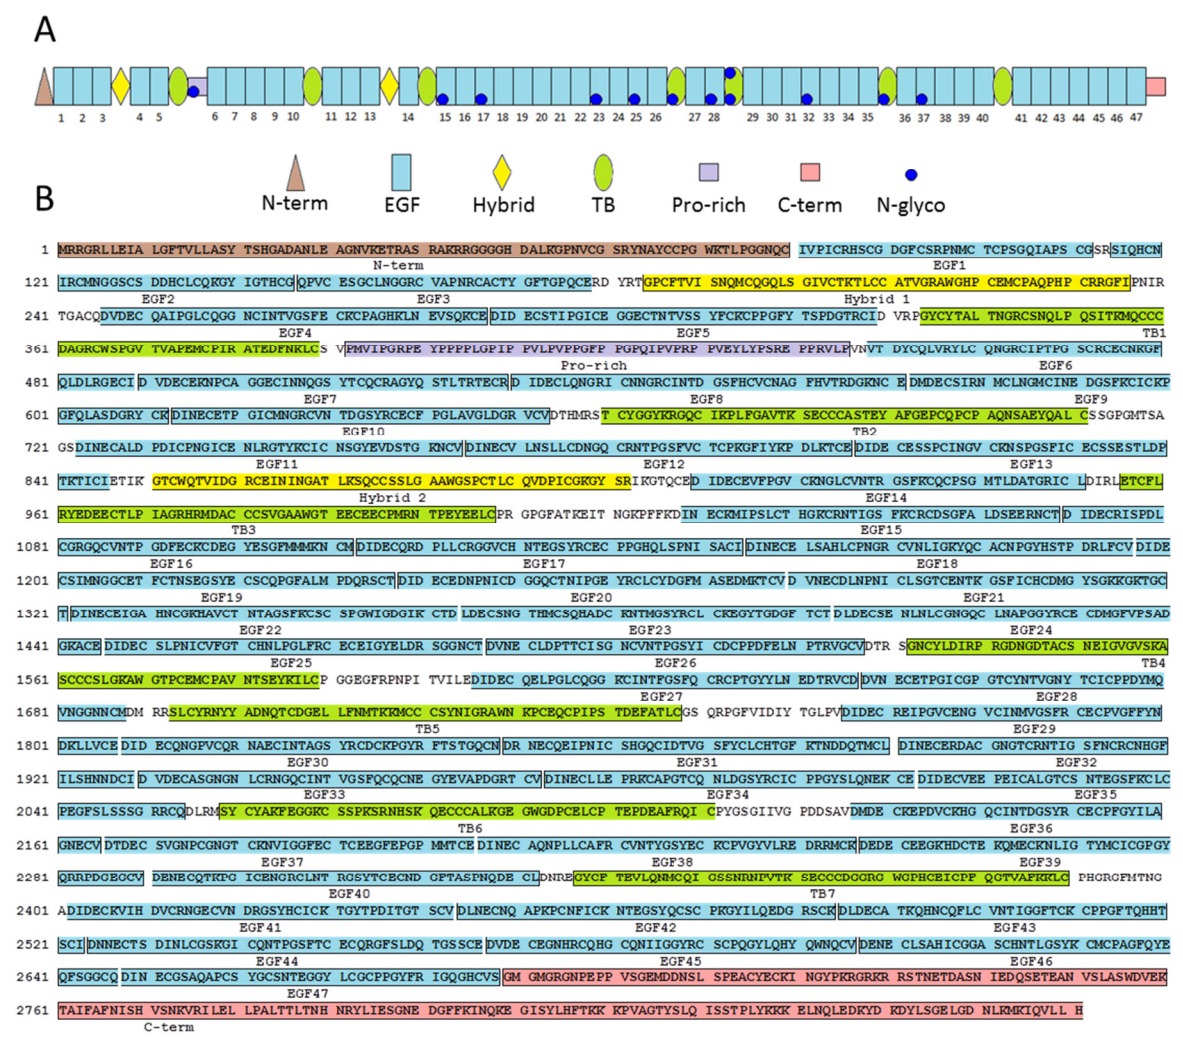 A
1 2 3 4 5 6 7 8 9 10 11 12 13 14 15 16 17 18 19 20 21 22 23 24 25 26 27 28 29 30 31 32 33 34 35 36 37 38 39 40 41 42 43 44 45 46 47
N-term EGF Hybrid TB Pro-rich C-term N-glyco
B
1 MRRGRLLEIA LGFTVLLASY TSHGADANLE AGNVKETRAS RAKRRGGGGH DALKGPNVCG SRYNAYCCPG WKTLPGGNQC IVPICRHSCG DGFCSRPNMC TCPSGQIAPS CGSRSIQHCN
N-term EGF1
121 IRCMNGGSCS DDHCLCQKGY IGTHCGQPVC ESGCLNGGRC VAPNRCACTY GFTGPQCERD YRTGPCFTVI SNQMCQGQLS GIVCTKTLCC ATVGRAWGHP CEMCPAQPHP CRRGFIPNIR
EGF2 EGF3 Hybrid 1
241 TGACQDVDEC QAIPGLCQGG NCINTVGSFE CKCPAGHKLN EVSQKCEDID EDID ECSTIPGICE GGECTNTVSS YFCKCPPGFY TSPDGTRCID VRPGYCYTAL TNGRCSNQLP QSITKMQCCC
EGF4 EGF5 TB1
361 DAGRCWSPGV TVAPEMCPIR ATEDFNKLCS VPMVIPGRPE YPPPPLGPIP PVLPVPPGFP PGPQIPVPRP PVEYLYPSRE PPRVLPVNVT DYCQLVRYLC QNGRCIPTPG SCRCECNKGF
Pro-rich EGF6
481 QLDLRGECID DVDECEKNPCA GGECINNQGS YTCQCRAGYQ STLTRTECRD DIDECLQNGRI CNNGRCINTD GSFHCVCNAG FHVTRDGKNC EDMDECSIRN MCLNGMCINE DGSFKCICKP
EGF7 EGF8 EGF9
601 GFQLASDGRY CKDINECETP GICMNGRCVN TDGSYRCECF PGLAVGLDGR VCVDTHMRST CYGGYKRGQC IKPLFGAVTK SECCCASTEY AFGEPCQPCP AQNSAEYQAL CSSGPGMTSA
EGF10 TB2
721 GSDINECALD PDICPNGICE NLRGTYKCIC NSGYEVDSTG KNCVDINECV LNSLLCDNGQ CRNTPGSFVC TCPKGFIYKP DLKTCEDIDE CESSPCINGV CKNSPGSFIC ECSSESTLDP
EGF11 EGF12 EGF13
841 TKTICIETIK GTCWQTVIDG RCEININGAT LKSQCCSSLG AAWGSPCTLC QVDPICGKGY SRIKGTQCED IDECEVFPGV CKNGLCVNTR GSFKCQCPSG MTLDATGRIC LDIRLETCFL
Hybrid 2 EGF14
961 RYEDEECTLP IAGRHRMDAC CCSVGAAWGT EECEECPMRN TPEYEELCPR GPGFATKEIT NGKPFFKDIN ECKMIPSLCT HGKCRNTIGS FKCRCDSGFA LDSEERNCTD IDECRISPDL
TB3 EGF15
1081 CGRGQCVNTP GDFECKCDEG YESGFMMMKN CMDIDECQRD PLLCRGGVCH NTEGSYRCEC PPGHQLSPNI SACIDINECE LSAHLCPNGR CVNLIGKYQC ACNPGYHSTP DRLFCVDIDE
EGF16 EGF17 EGF18
1201 CSIMNGGCET FCTNSEGSYE CSCQPGFALM PDQRSCTDID ECEDNPNICD GGQCTNIPGE YRCLCYDGFM ASEDMKTCVD VNECDLNPNI CLSGTCENTK GSFICHCDMG YSGKKGKTGC
EGF19 EGF20 EGF21
1321 TDINECEIGA HNCGKHAVCT NTAGSFKCSC SPGWIGDGIK CTDLDECSNG THMCSQHADC KNTMGSYRCL CKEGYTGDGF TCTDLDECSE NLNLCGNGQC LNAPGGYRCE CDMGFVPSAD
EGF22 EGF23 EGF24
1441 GKACEDIDEC SLPNICVFGT CHNLPGLFRC ECEIGYELDR SGGNCTDVNE CLDPTTCISG NCVNTPGSYI CDCPPDFELN PTRVGCVDTR SGNCYLDIRP RGDNGDTACS NEIGVGVSKA
EGF25 EGF26 TB4
1561 SCCCSLGKAW GTPCEMCPAV NTSEYKILCP GGEGFRPNPI TVILEDIDEC QELPGLCQGG KCINTFGSFQ CRCPTGYYLN EDTRVCDDVN ECETPGICGP GTCYNTVGNY TCICPPDYMQ
EGF27 EGF28
1681 VNGGNNCMDM RRSLCYRNYY ADNQTCDGEL LFNMTKKMCC CSYNIGRAWN KPCEQCPIPS TDEFATLCGS QRPGFVIDIY TGLPVDIDEC REIPGVCENG VCINMVGSFR CECPVGFFYN
TB5 EGF29
1801 DKLLVCEDID ECQNGPVCQR NAECINTAGS YRCDCKPGYR FTSTGQCNDR NECQEIPNIC SHGQCIDTVG SFYCLCHTGF KTNDDQTMCL DINECERDAC GNGTCRNTIG SFNCRCNHGF
EGF30 EGF31 EGF32
1921 ILSHNNDCID VDECASGNGN LCRNGQCINT VGSFQCQCNE GYEVAPDGRT CVDINECLLE PRKCAPGTCQ NLDGSYRCIC PPGYSLQNEK CEDIDECVEE PEICALGTCS NTEGSFKCLC
EGF33 EGF34 EGF35
2041 PEGFSLSSSG RRCQDLRMSY CYAKFEGGKC SSPKSRNHSK QECCCALKGE GWGDPCELCP TEPDEAFRQI CPYGSGIIVG PDDSAVDMDE CKEPDVCKHG QCINTDGSYR CECPFGYILA
TB6 EGF36
2161 GNECVDTDEC SVGNPCGNGT CKNVIGGFEC TCEEGFEPGP MMTCEDINEC AQNPLLCAFR CVNTYGSYEC KCPVGYVLRE DRRMCKDEDE CEEGKHDCTE KQMECKNLIG TYMCICGPGY
EGF37 EGF38 EGF39
2281 QRRPDGEGCV DENECQTKPG ICENGRCLNT RGSYTCECND GFTASPNQDE CLDNREGYCF TEVLQNMCQI GSSNRNPVTK SECCCDGGRG WGPHCEICPF QGTVAFKKLC PHGRGFMTNG
EGF40 TB7
2401 ADIDECKVIH DVCRNGECVN DRGSYHCICK TGYTPDITGT SCVDLNECNQ APKPCNFICK NTEGSYQCSC PKGYILQEDG RSCKDLDECA TKQHNCQFLC VNTIGGFTCK CPPGFTQHHT
EGF41 EGF42 EGF43
2521 SCIDNNECTS DINLCGSKGI CQNTPGSFTC ECQRGFSLDQ TGSSCEDVDE CEGNHRCQHG CQNIIGGYRC SCPQGYLQHY QWNQCVDENE CLSAHICGGA SCHNTLGSYK CMCPAGFQYE
EGF44 EGF45 EGF46
2641 QFSGGCQDIN ECGSAQAPCS YGCSNTEGGY LCGCPPGYFR IGQGHCVSGM GMGRGNPEPP VSGEMDDNSL SPEACYECKI NGYPKRGRKR RSTNETDASN IEDQSETEAN VSLASWDVEK
EGF47
2761 TAIFAFNISH VSNKVRILEL LPALTTLTNH NRYLIESGNE DGFFKINQKE GISYLHFTKK KPVAGTYSLQ ISSTPLYKKK ELNQLEDKYD KDYLSGELGD NLKMKIQVLL H
C-term